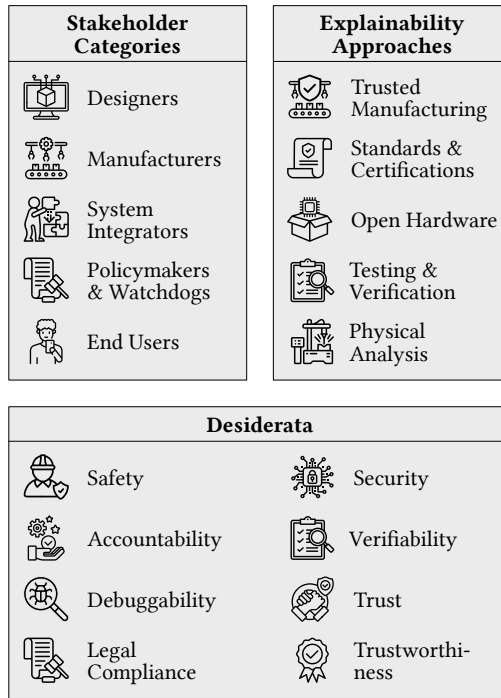 Stakeholder
Categories
Designers
Manufacturers
System
Integrators
Policymakers
& Watchdogs
End Users
Explainability
Approaches
Trusted
Manufacturing
Standards &
Certifications
Open Hardware
Testing &
Verification
Physical
Analysis
Desiderata
Safety
Accountability
Debuggability
Legal
Compliance
Security
Verifiability
Trust
Trustworthi-
ness